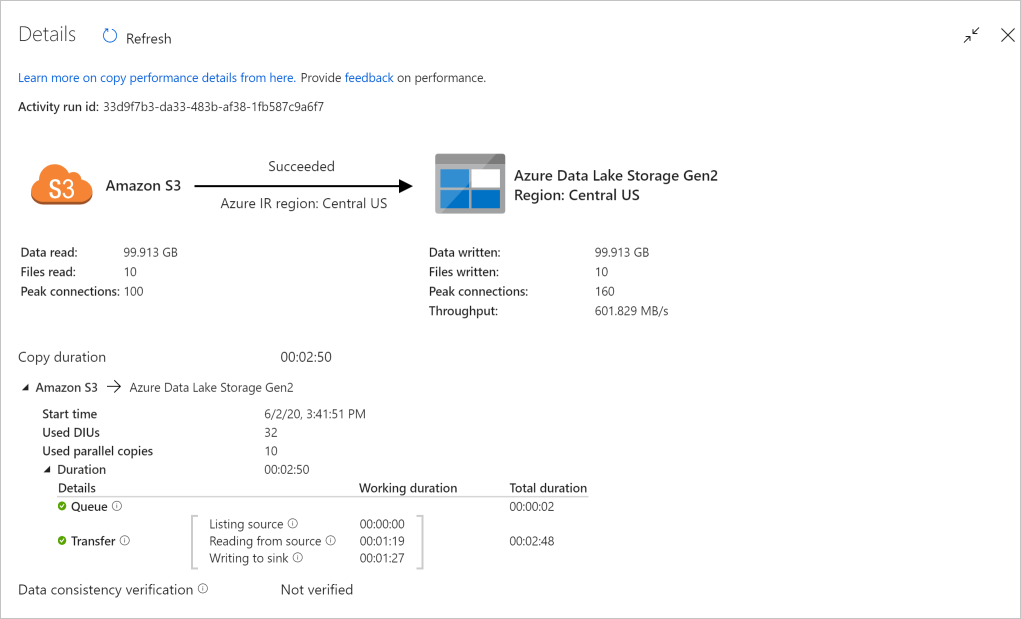 Details Refresh
Learn more on copy performance details from here. Provide feedback on performance.
Activity run id: 33d9f7b3-da33-483b-af38-1fb587c9a6f7
Succeeded
S3 Amazon S3
Azure IR region: Central US
Azure Data Lake Storage Gen2
Region: Central US
Data read: 99.913 GB
Files read: 10
Peak connections: 100
Data written: 99.913 GB
Files written: 10
Peak connections: 160
Throughput: 601.829 MB/s
Copy duration 00:02:50
Amazon S3 → Azure Data Lake Storage Gen2
Start time 6/2/20, 3:41:51 PM
Used DIUs 32
Used parallel copies 10
Duration 00:02:50
Details Working duration Total duration
Queue 00:00:02
Listing source 00:00:00
Transfer Reading from source 00:01:19 00:02:48
Writing to sink 00:01:27
Data consistency verification Not verified